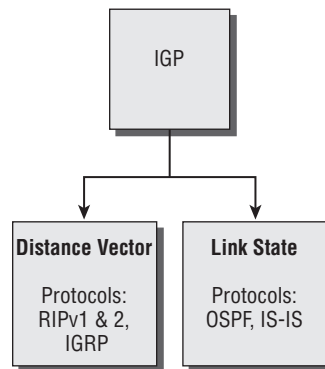 IGP
Distance Vector
Protocols:
RIPv1 & 2,
IGRP
Link State
Protocols:
OSPF, IS-IS